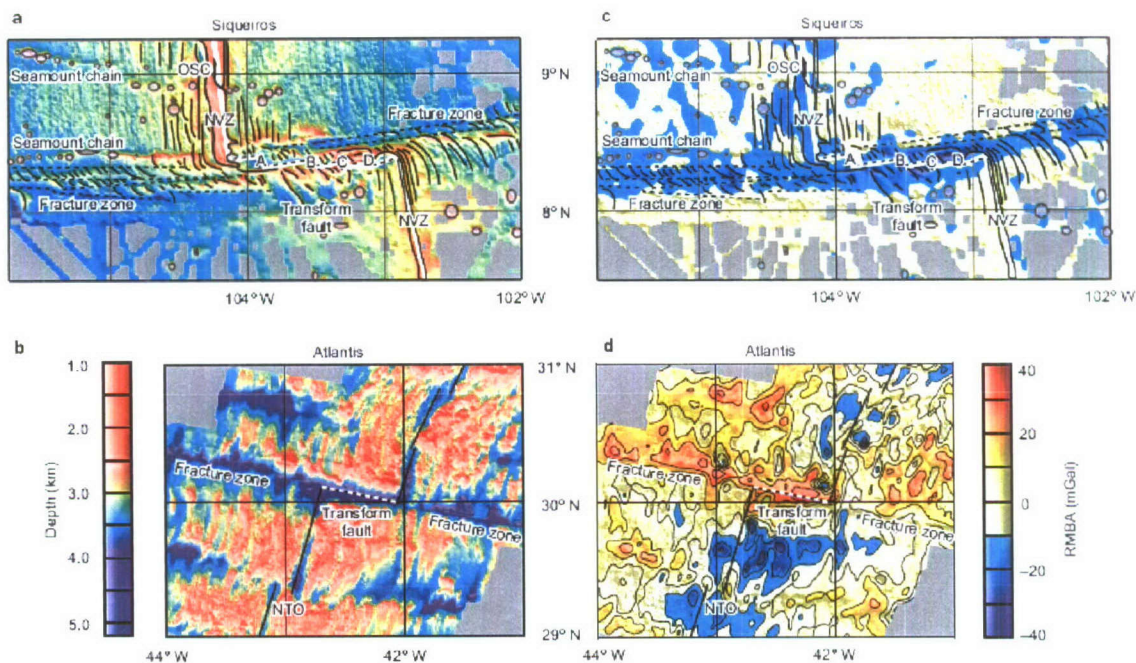 a
Siqueiros
Seamount chain
OSC
9° N
NVZ
Fracture zone
Seamount chain
A
B
C
D
Fracture zone
Transform
fault
NVZ
8° N
104° W
102° W
c
Siqueiros
Seamount chain
OSC
NVZ
Fracture zone
Seamount chain
A
B
C
D
Fracture zone
Transform
fault
NVZ
104° W
102° W
b
Atlantis
1.0
2.0
3.0
4.0
5.0
Depth (km)
Fracture zone
Transform
fault
Fracture zone
NTO
31° N
30° N
29° N
44° W
42° W
d
Atlantis
Fracture zone
Transform
fault
Fracture zone
NTO
44° W
42° W
40
20
0
–20
–40
RMBA (mGal)